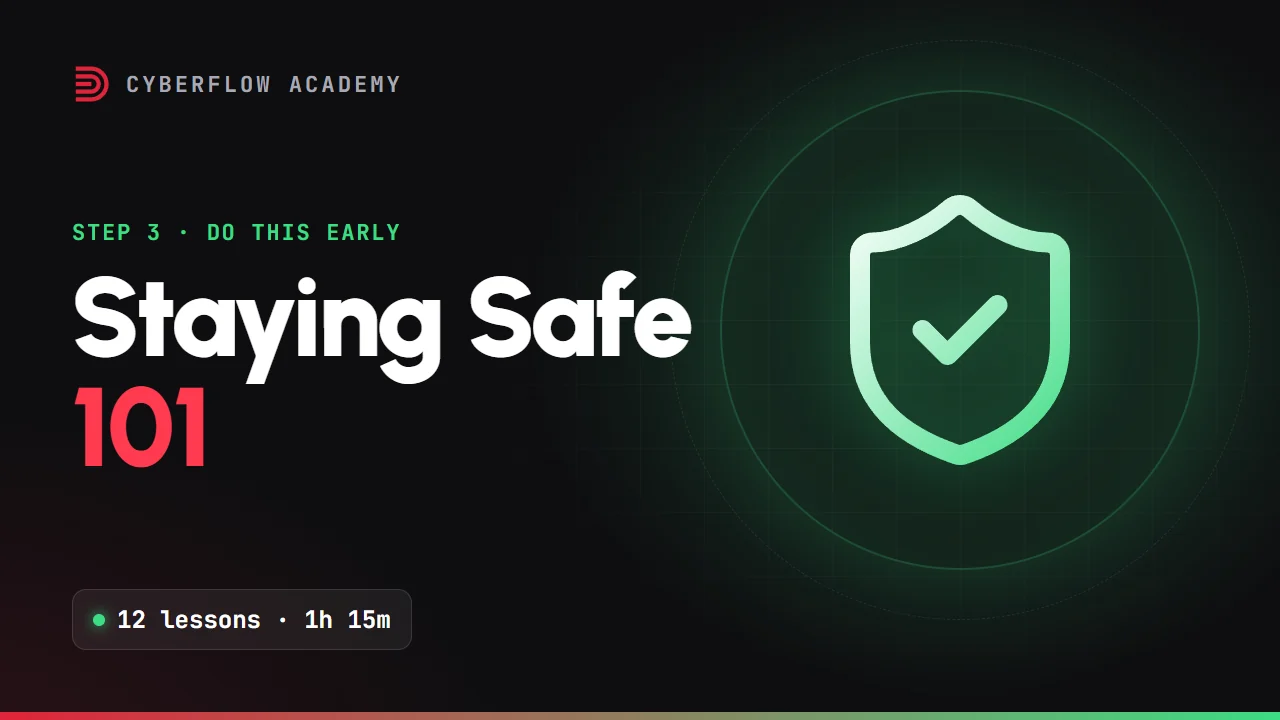 CYBERFLOW ACADEMY
STEP 3 · DO THIS EARLY
Staying Safe
101
12 lessons · 1h 15m